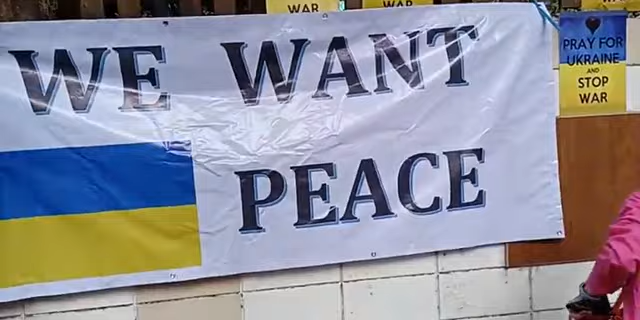 WAR
WAR
WE WANT
PEACE
PRAY FOR
UKRAINE
AND
STOP
WAR